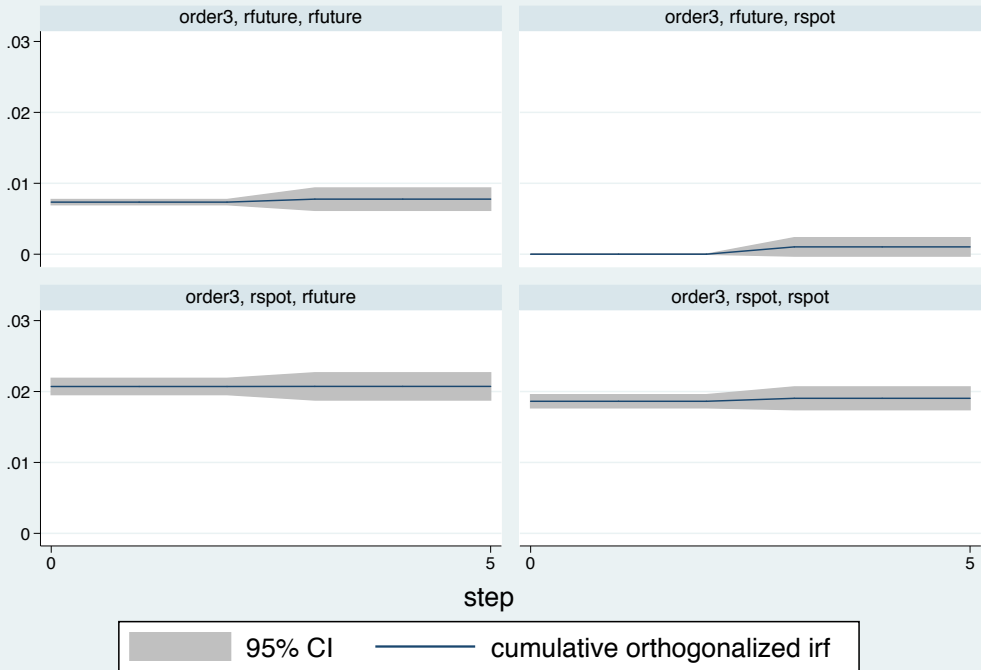 order3, rfuture, rfuture
order3, rfuture, rspot
.03
.02
.01
0
order3, rspot, rfuture
order3, rspot, rspot
.03
.02
.01
0
0 5 0 5
step
95% CI cumulative orthogonalized irf